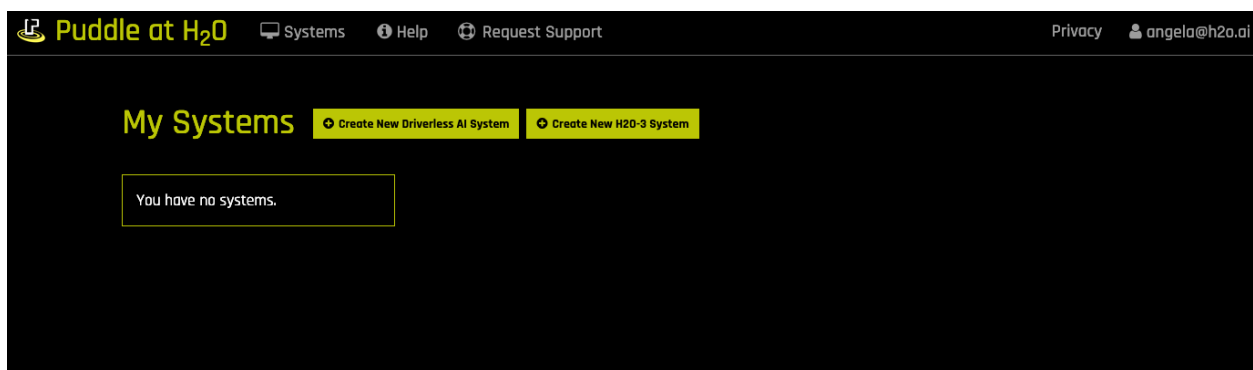 Puddle at H2O Systems Help Request Support Privacy angela@h2o.ai
My Systems Create New Driverless AI System Create New H2O-3 System
You have no systems.